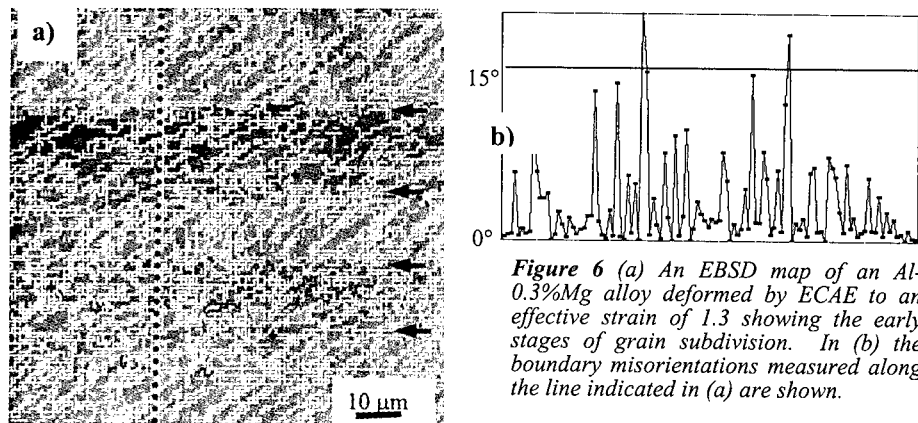 a)
10 µm
15°
b)
0°
Figure 6 (a) An EBSD map of an Al-
0.3%Mg alloy deformed by ECAE to an
effective strain of 1.3 showing the early
stages of grain subdivision. In (b) the
boundary misorientations measured along
the line indicated in (a) are shown.